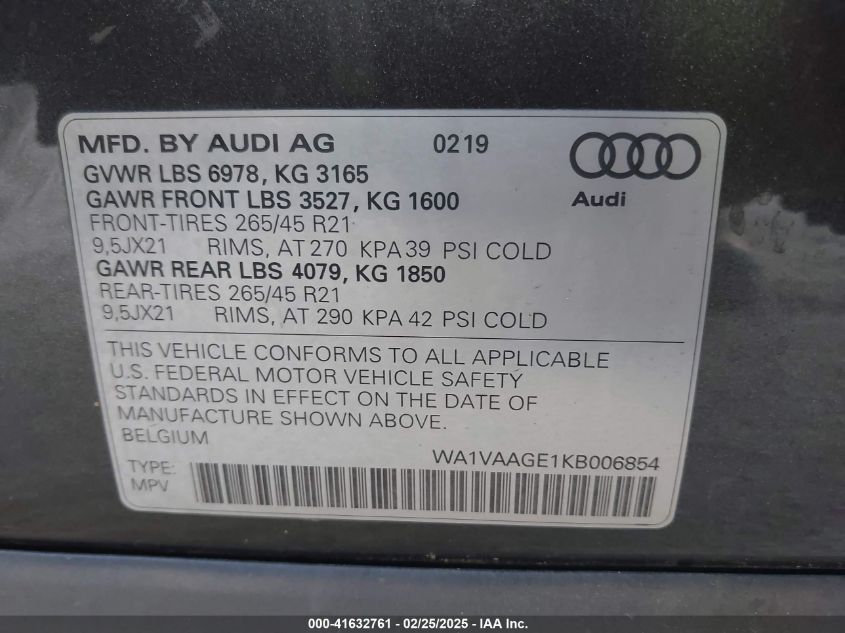 MFD. BY AUDI AG 0219
GVWR LBS 6978, KG 3165
GAWR FRONT LBS 3527, KG 1600
Audi
FRONT-TIRES 265/45 R21
9,5JX21 RIMS, AT 270 KPA 39 PSI COLD
GAWR REAR LBS 4079, KG 1850
REAR-TIRES 265/45 R21
9,5JX21 RIMS, AT 290 KPA 42 PSI COLD
THIS VEHICLE CONFORMS TO ALL APPLICABLE
U.S. FEDERAL MOTOR VEHICLE SAFETY
STANDARDS IN EFFECT ON THE DATE OF
MANUFACTURE SHOWN ABOVE.
BELGIUM
WA1VAAGE1KB006854
TYPE:
MPV
000-41632761 - 02/25/2025 - IAAI Inc.